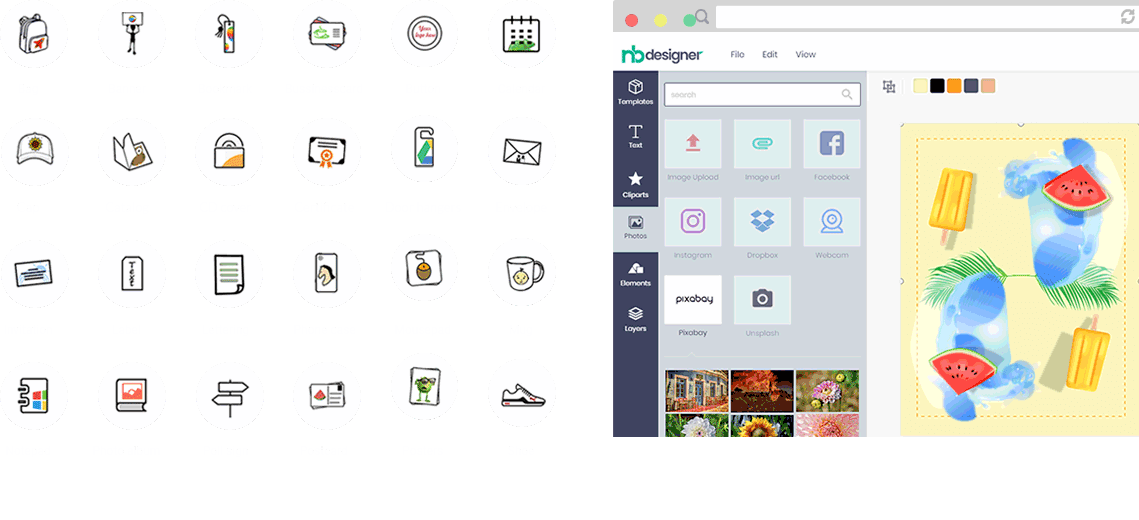 Your
logo here
TEXT
nbdesigner
File Edit View
Templates
Text
Cliparts
Photos
Elements
Layers
search
Image Upload Image url Facebook
Instagram Dropbox Webcam
pixabay
Pixabay Unsplash